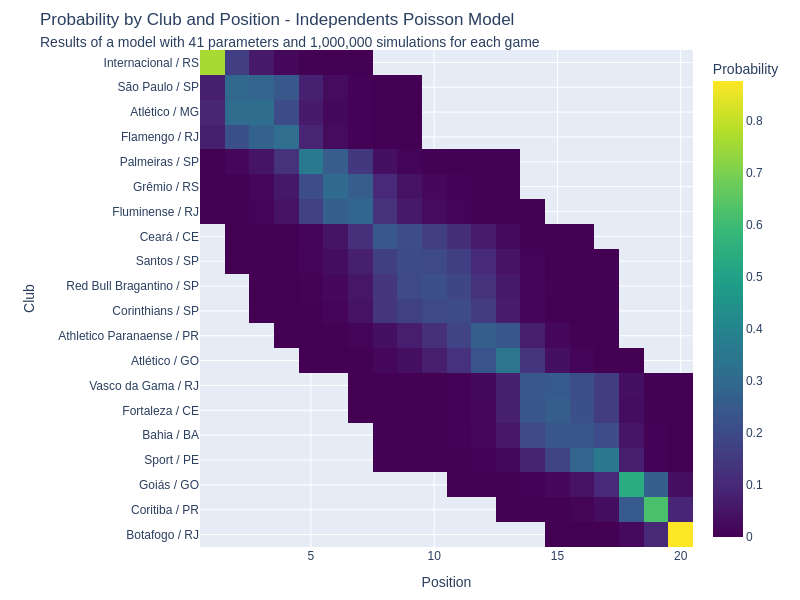 Probability by Club and Position - Independents Poisson Model
Results of a model with 41 parameters and 1,000,000 simulations for each game
Probability
Internacional / RS
São Paulo / SP
Atlético / MG
Flamengo / RJ
Palmeiras / SP
Grêmio / RS
Fluminense / RJ
Ceará / CE
Santos / SP
Red Bull Bragantino / SP
Corinthians / SP
Athletico Paranaense / PR
Atlético / GO
Vasco da Gama / RJ
Fortaleza / CE
Bahia / BA
Sport / PE
Goiás / GO
Coritiba / PR
Botafogo / RJ
Club
5
10
15
20
Position
0.8
0.7
0.6
0.5
0.4
0.3
0.2
0.1
0